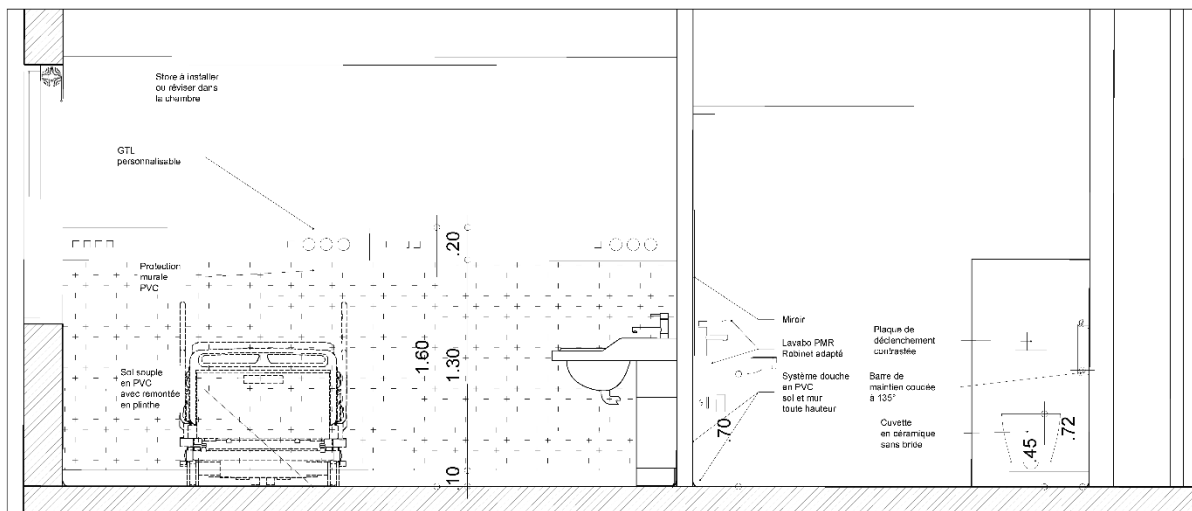 Store à installer
ou réviser dans
la chambre
GTL
personnalisable
Protection
murale
PVC
Sol souple
en PVC
avec remontée
en plinthe
.20
1.60
1.30
.10
Miroir
Lavabo PMR
Robinet adapté
Système douche
en PVC
sol et mur
toute hauteur
.70
Plaque de
déclenchement
contrastée
Barre de
maintien coudée
à 135°
Cuvette
en céramique
sans bride
.45
.72